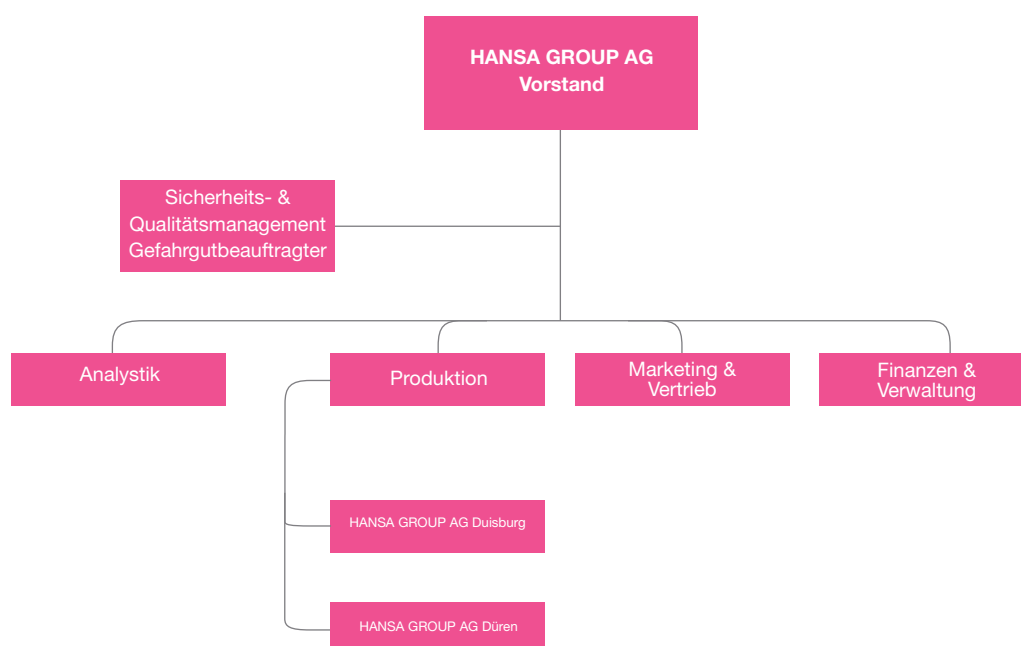 HANSA GROUP AG
Vorstand
Sicherheits- &
Qualitätsmanagement
Gefahrgutbeauftragter
Analystik
Produktion
Marketing &
Vertrieb
Finanzen &
Verwaltung
HANSA GROUP AG Duisburg
HANSA GROUP AG Düren